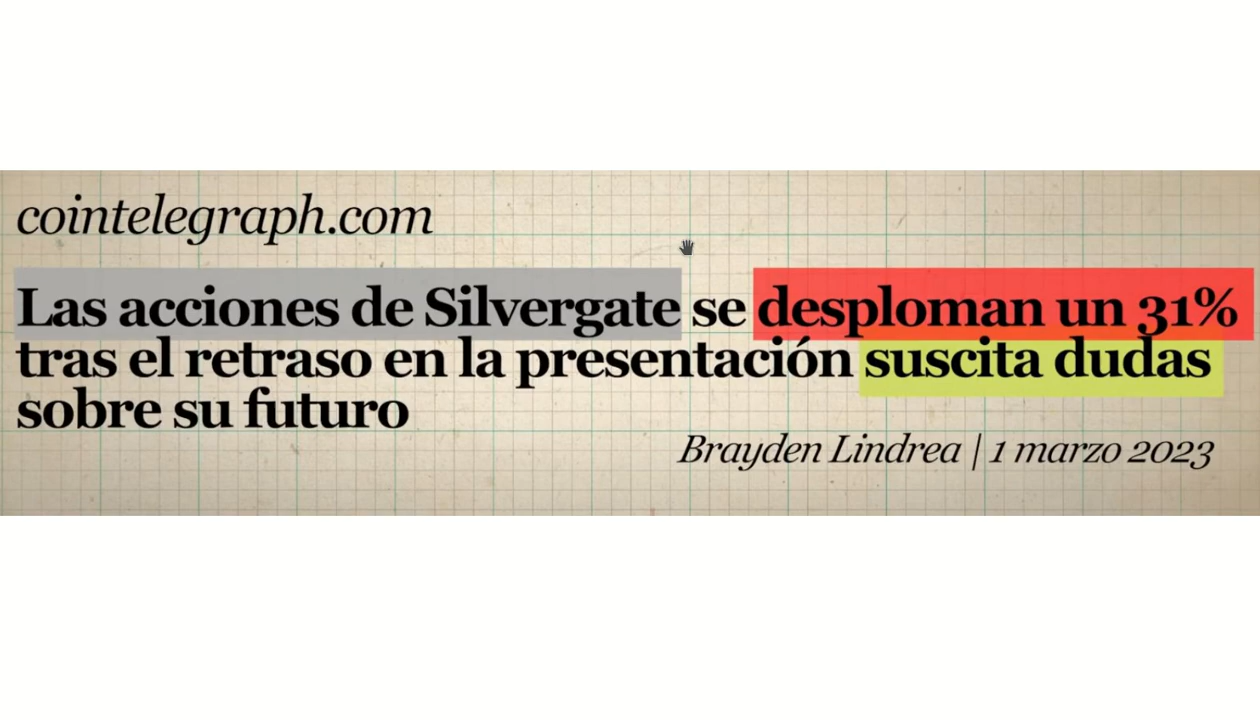 cointelegraph.com
Las acciones de Silvergate se desploman un 31%
tras el retraso en la presentación suscita dudas
sobre su futuro
Brayden Lindrea | 1 marzo 2023